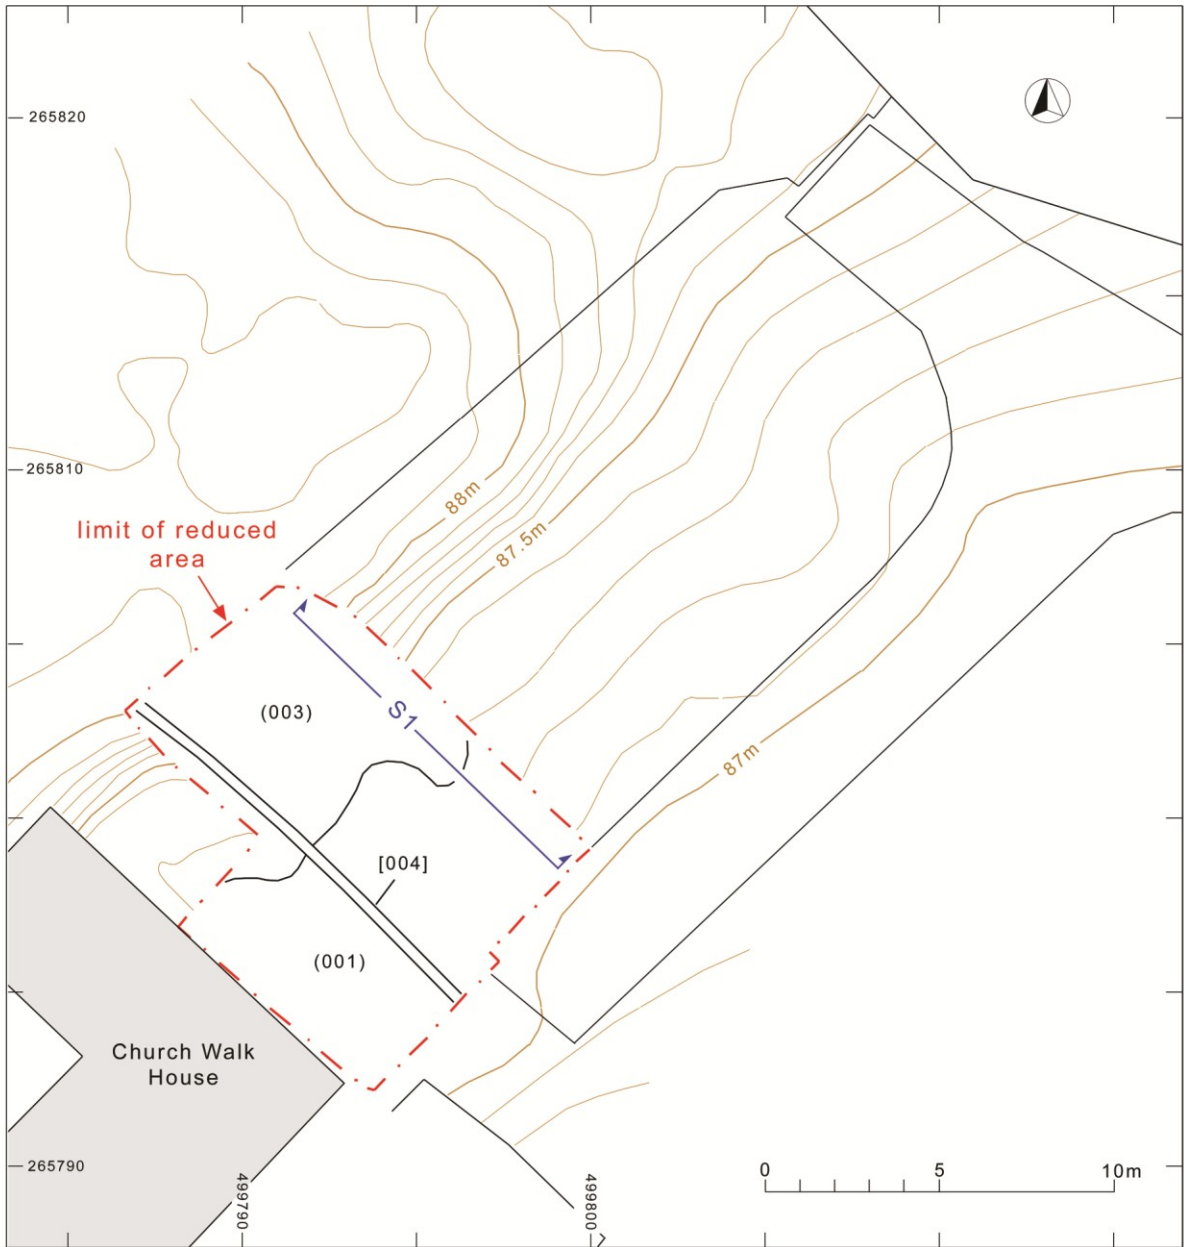 265820
265810
88m
87.5m
limit of reduced
area
(003)
S1
87m
[004]
(001)
Church Walk
House
265790
499790
499800
0 5 10m